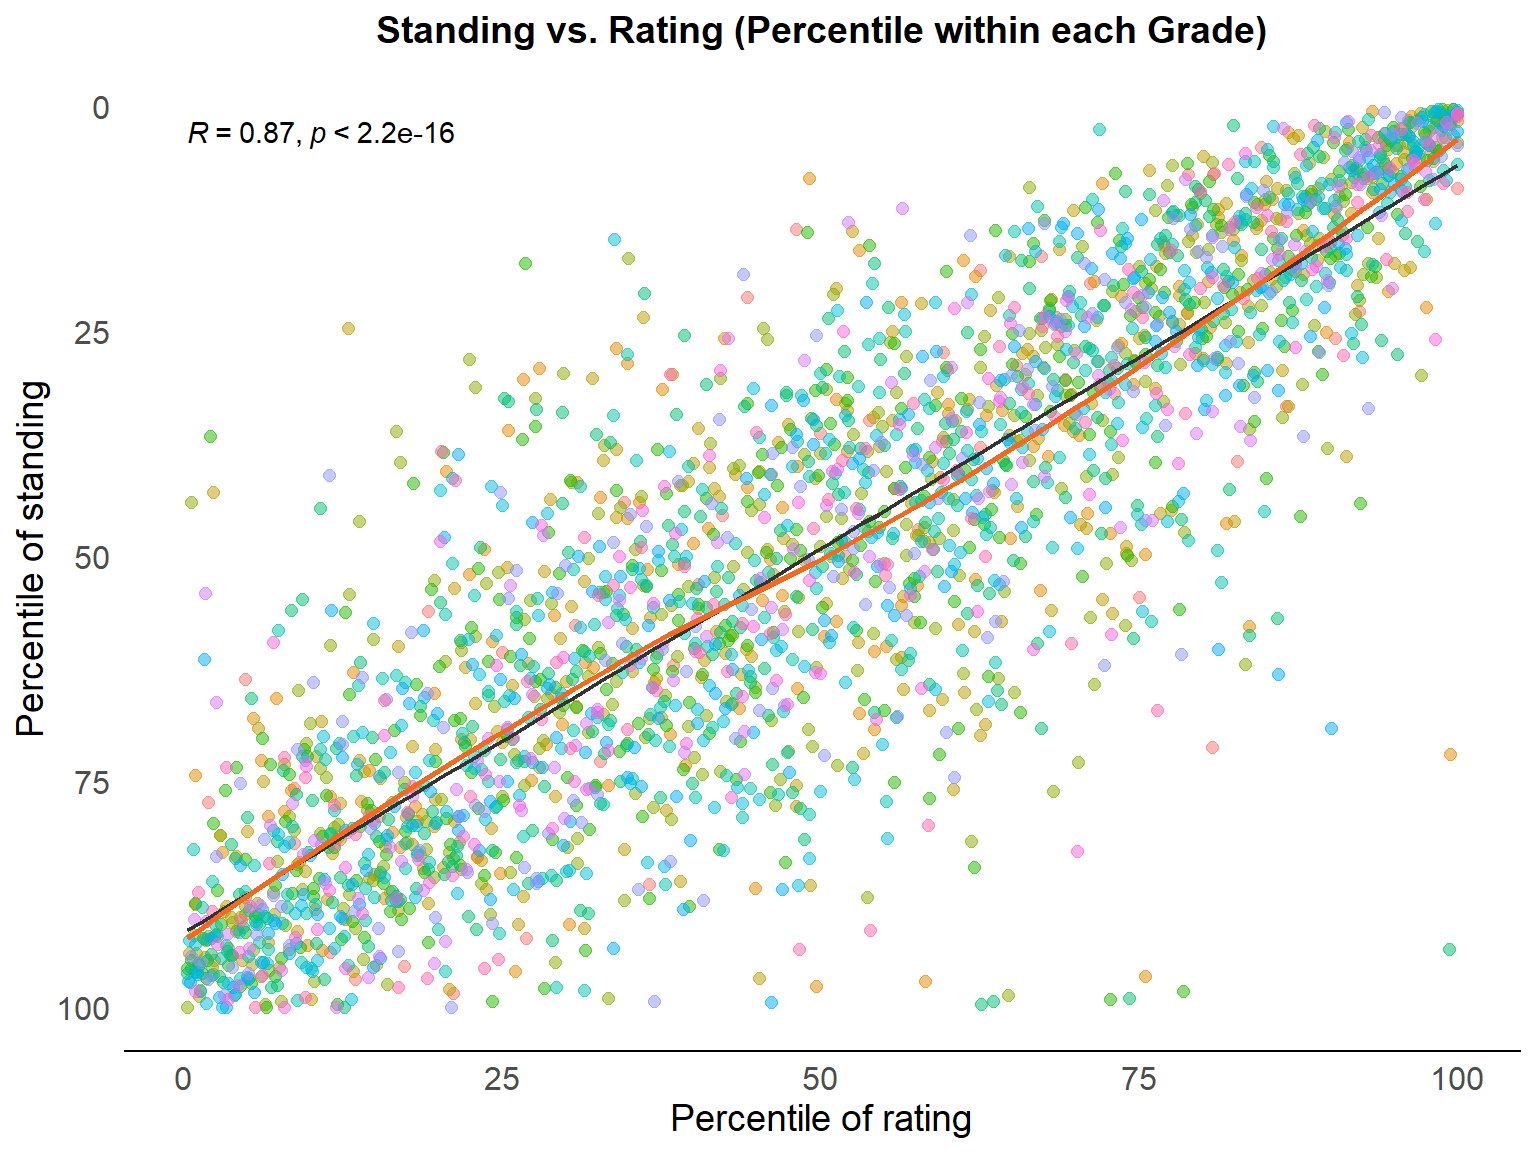 Standing vs. Rating (Percentile within each Grade)
R = 0.87, p < 2.2e-16
Percentile of standing
0
25
50
75
100
0 25 50 75 100
Percentile of rating